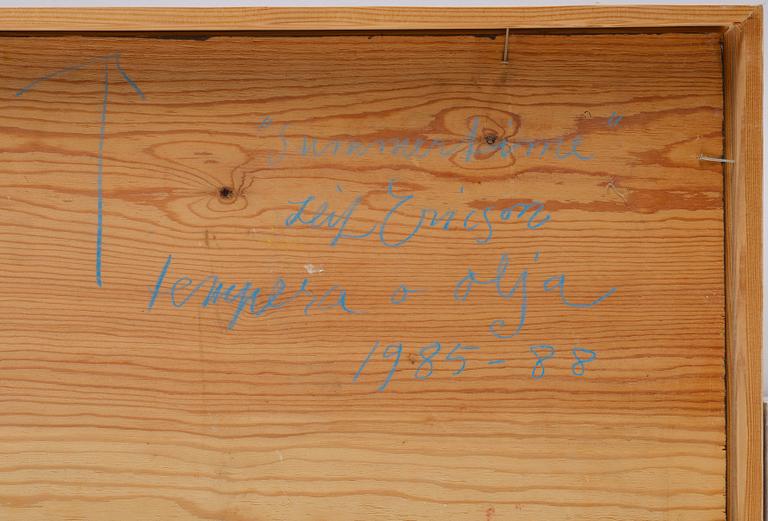 "Summertime"
Leif Ericson
tempera o olja
1985-88